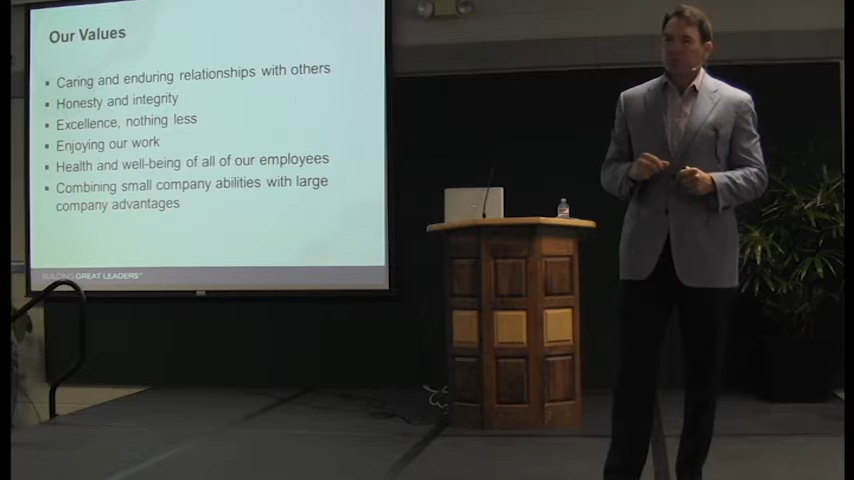 Our Values
• Caring and enduring relationships with others
• Honesty and integrity
• Excellence, nothing less
• Enjoying our work
• Health and well-being of all of our employees
• Combining small company abilities with large
company advantages
BUILDING GREAT LEADERS™